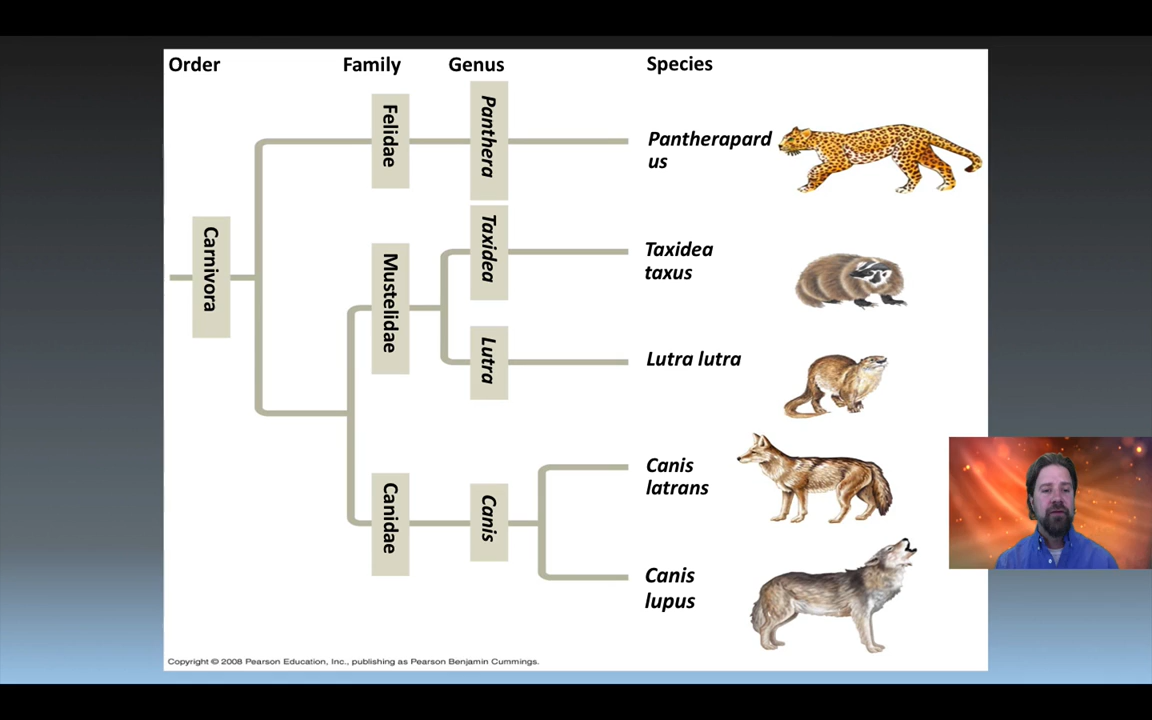 Order
Family
Genus
Species
Carnivora
Felidae
Panthera
Pantherapard
us
Mustelidae
Taxidea
Taxidea
taxus
Lutra
Lutra lutra
Canidae
Canis
Canis
latrans
Canis
lupus
Copyright © 2008 Pearson Education, Inc., publishing as Pearson Benjamin Cummings.